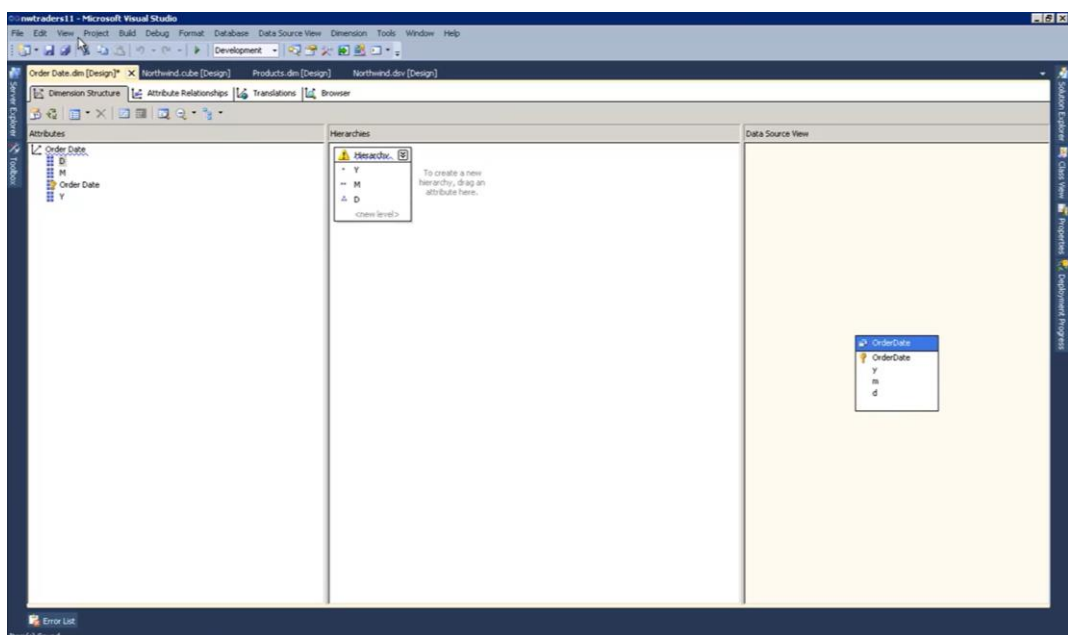 nwtraders11 - Microsoft Visual Studio
File Edit View Project Build Debug Format Database Data Source View Dimension Tools Window Help
Development
Order Date.dim [Design]* X Northwind.cube [Design] Products.dim [Design] Northwind.dsv [Design]
Dimension Structure Attribute Relationships Translations Browser
Attributes
Order Date
D
M
Order Date
Y
Hierarchies
Hierarchy..
Y
M
D
<new level>
To create a new
hierarchy, drag an
attribute here.
Data Source View
OrderDate
OrderDate
y
m
d
Server Explorer
Toolbox
Solution Explorer
Class View
Properties
Deployment Progress
Error List